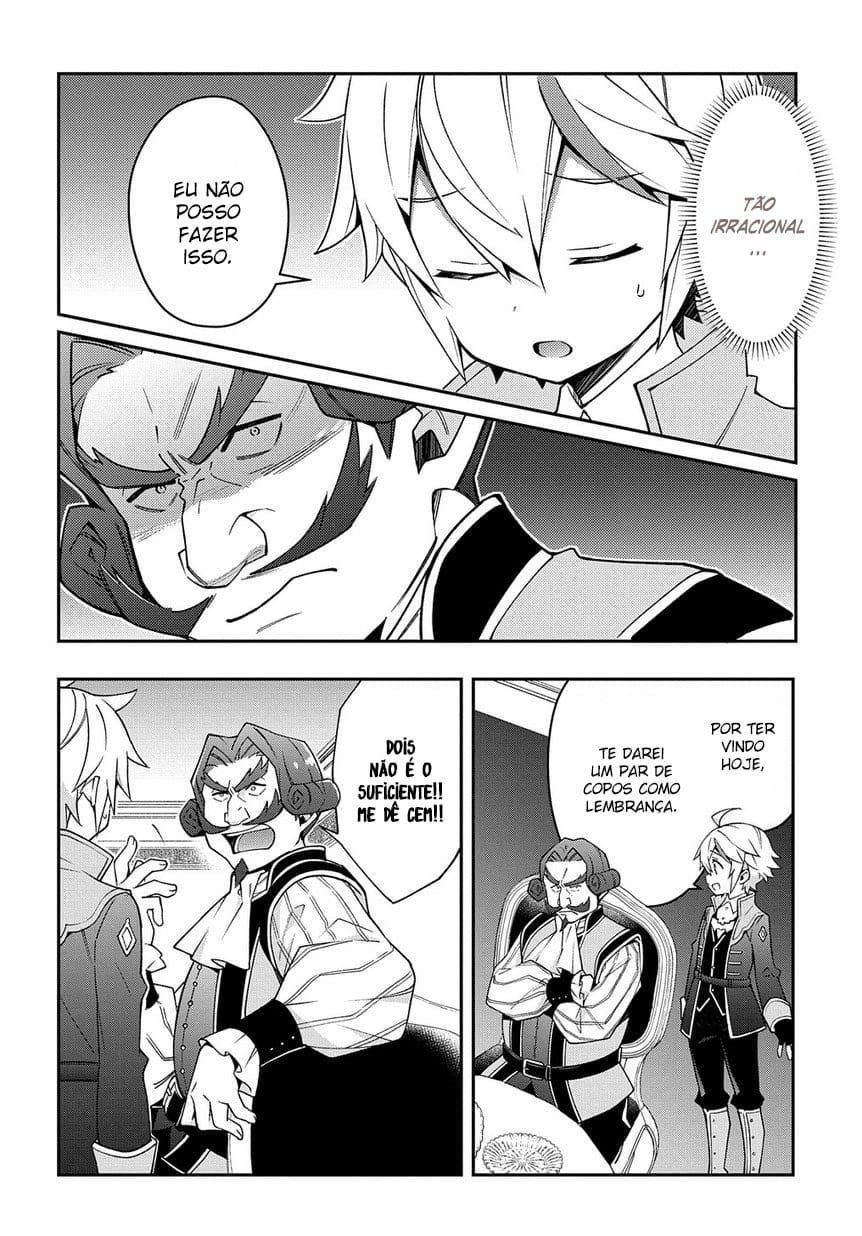 TÃO
IRRACIONAL
...
EU NÃO
POSSO
FAZER
ISSO.
POR TER
VINDO
HOJE,
TE DAREI
UM PAR DE
COPOS COMO
LEMBRANÇA.
DOIS
NÃO É O
SUFICIENTE!!
ME DÊ CEM!!